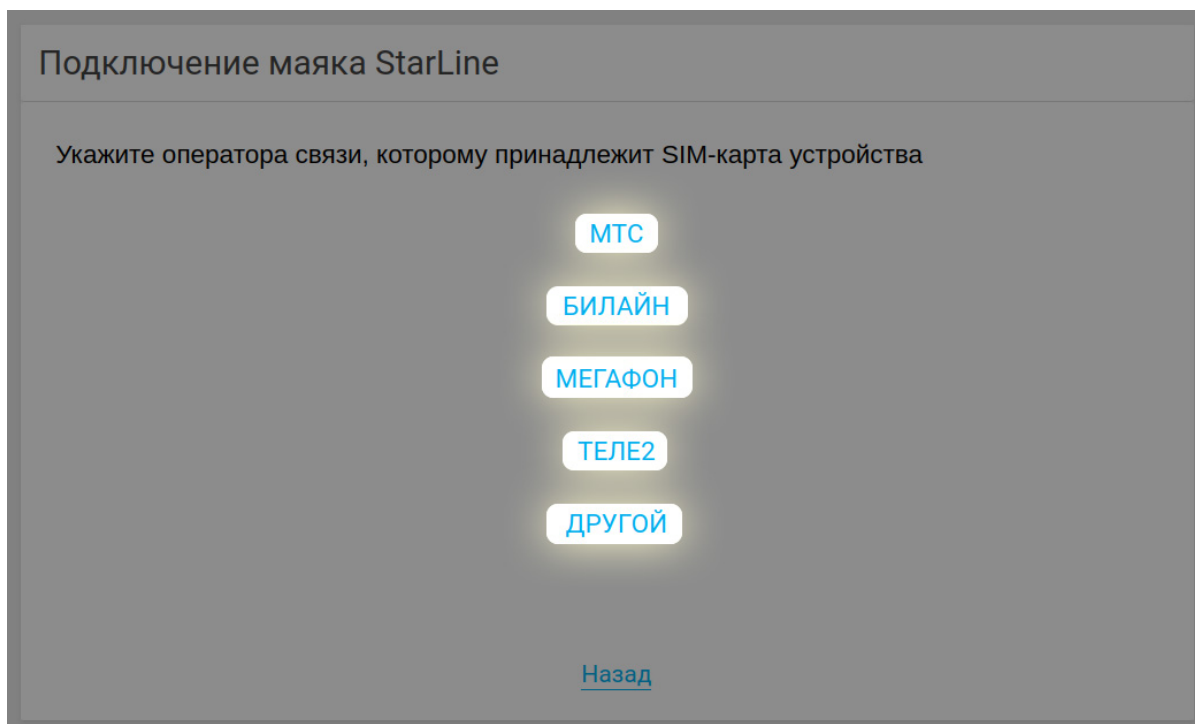 Подключение маяка StarLine
Укажите оператора связи, которому принадлежит SIM-карта устройства
МТС
БИЛАЙН
МЕГАФОН
ТЕЛЕ2
ДРУГОЙ
Назад